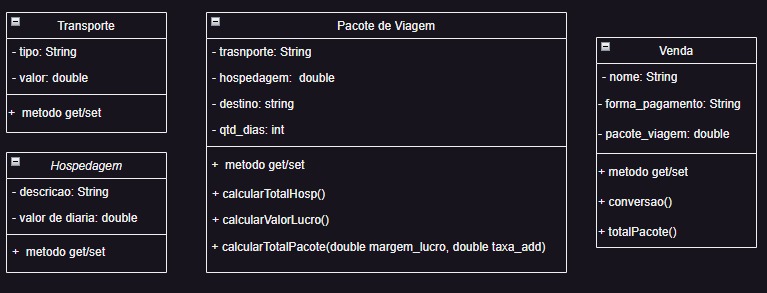 Transporte
- tipo: String
- valor: double
+ metodo get/set
Hospedagem
- descricao: String
- valor de diaria: double
+ metodo get/set
Pacote de Viagem
- trasnporte: String
- hospedagem: double
- destino: string
- qtd_dias: int
+ metodo get/set
+ calcularTotalHosp()
+ calcularValorLucro()
+ calcularTotalPacote(double margem_lucro, double taxa_add)
Venda
- nome: String
- forma_pagamento: String
- pacote_viagem: double
+ metodo get/set
+ conversao()
+ totalPacote()